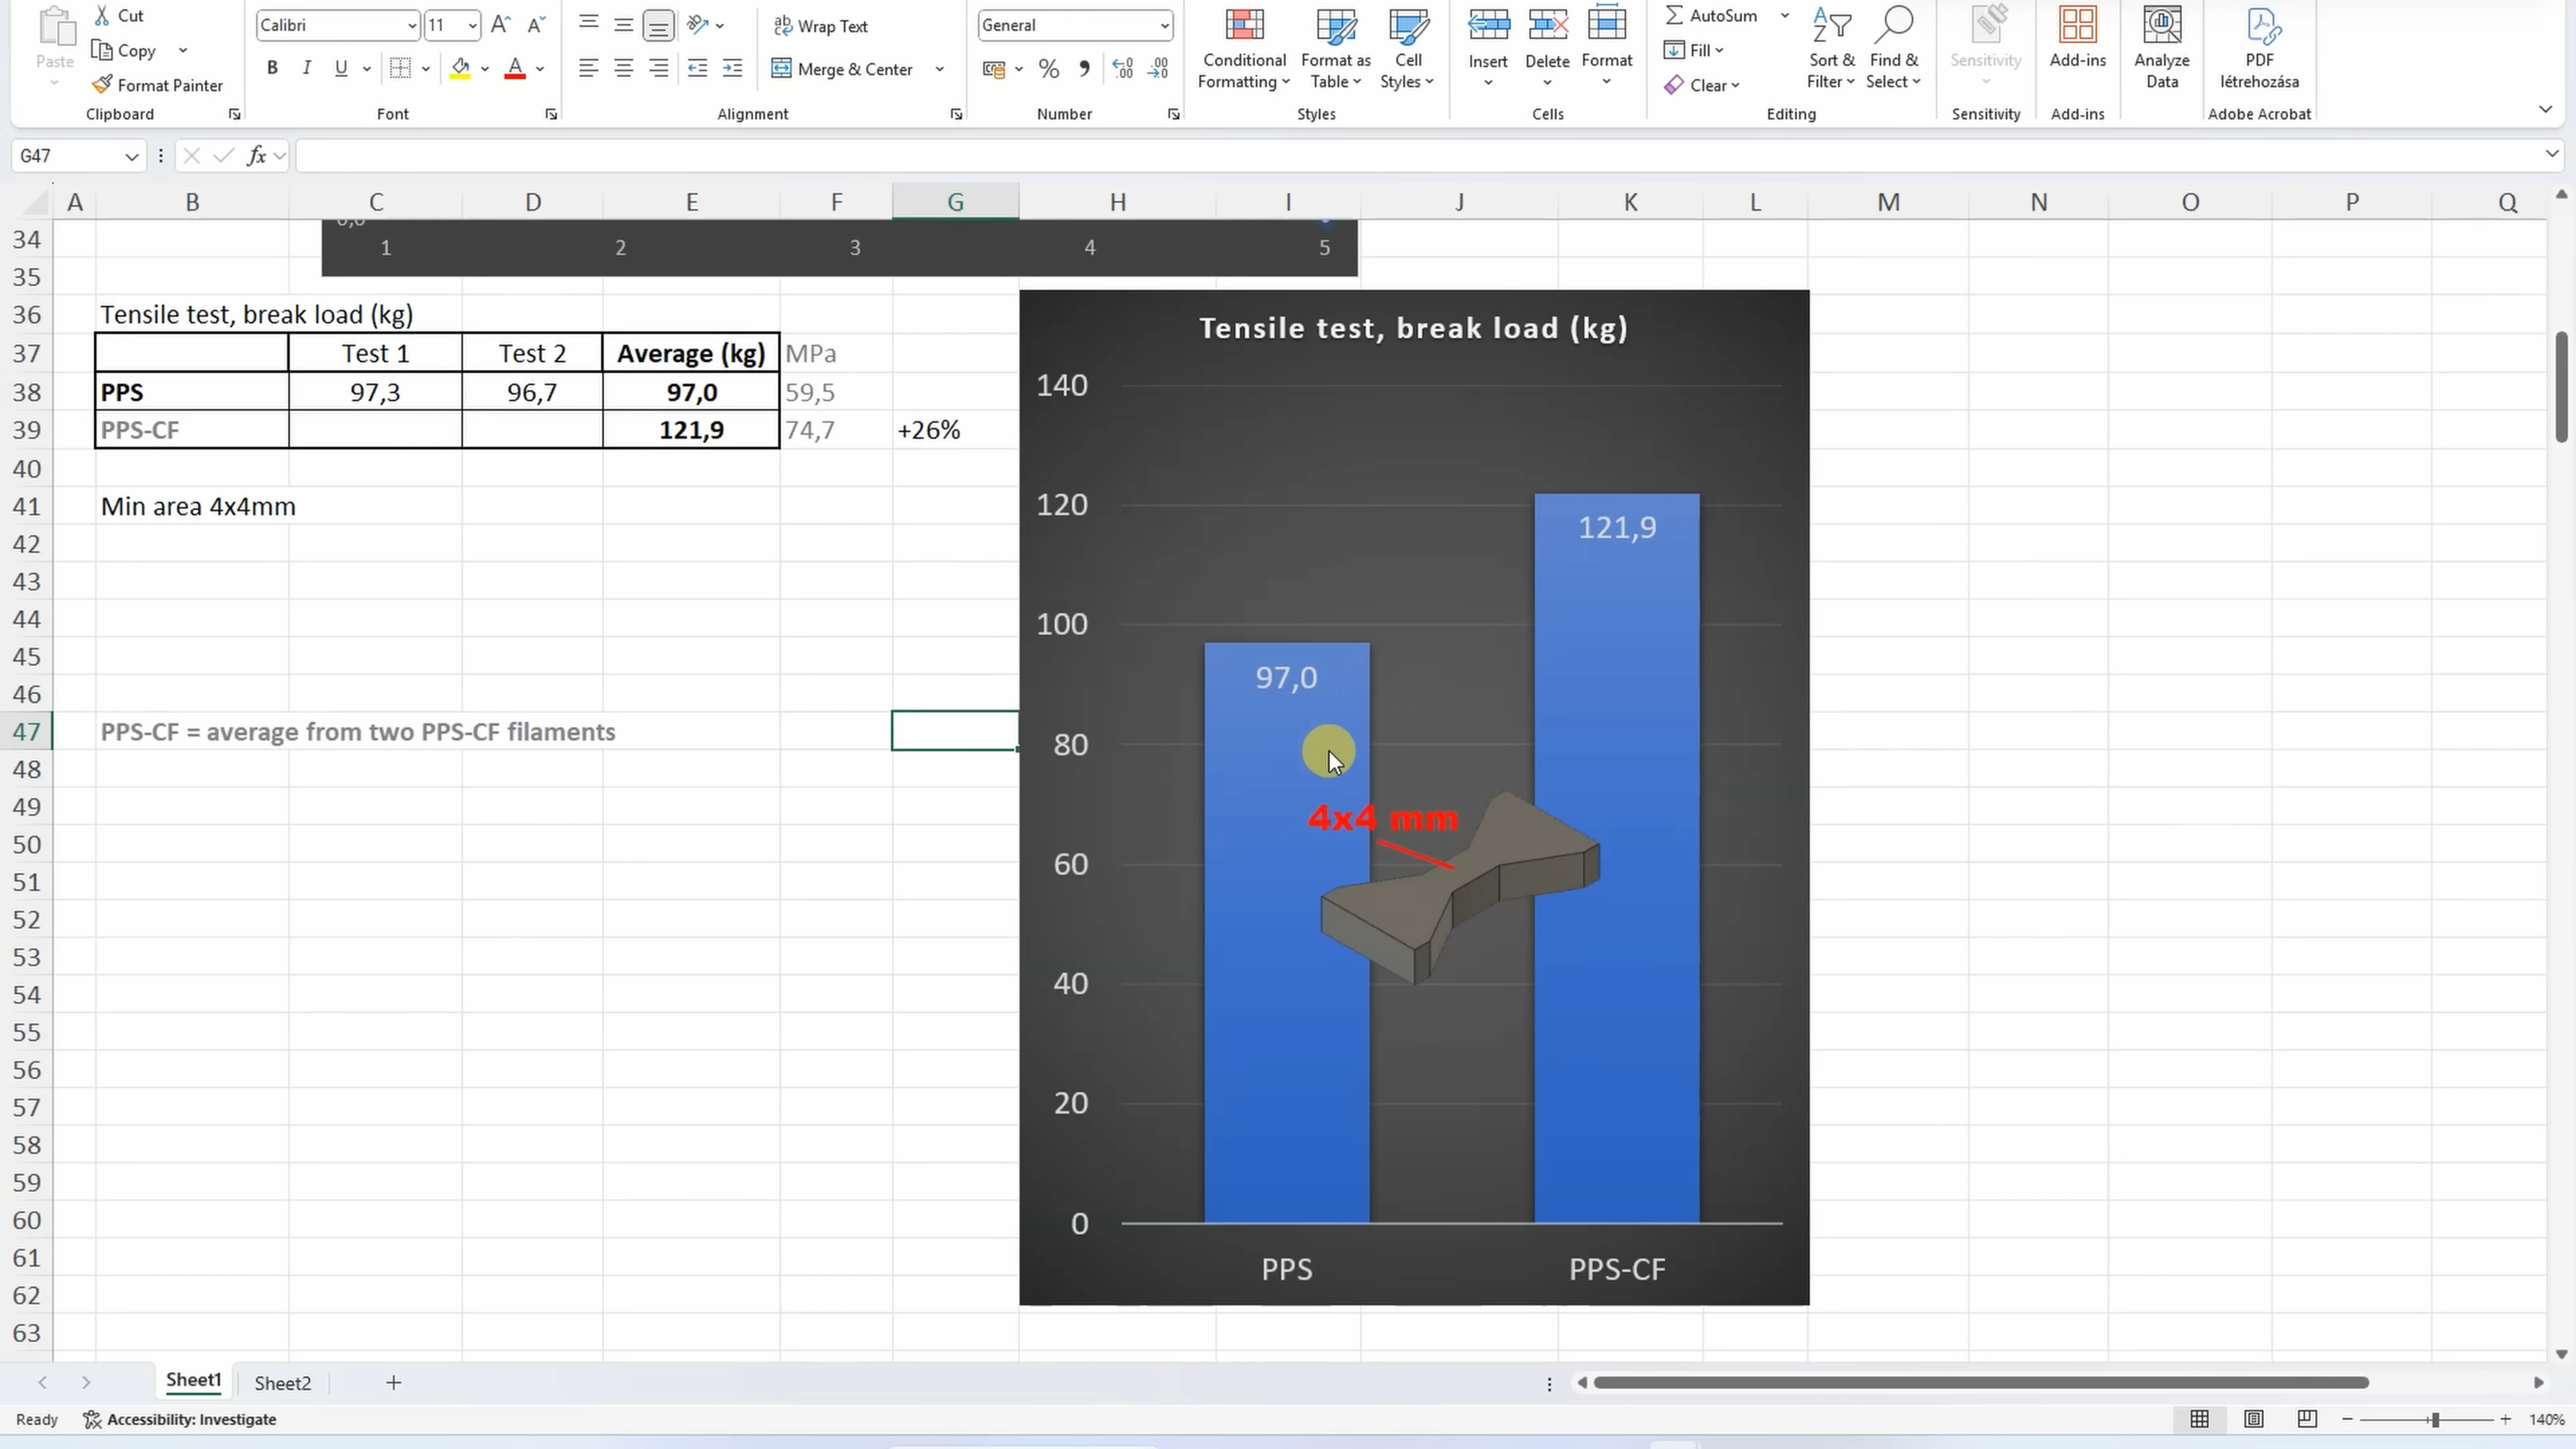 Cut
Copy
Format Painter
Paste
Clipboard
Calibri
11
B I U
Font
Wrap Text
Merge & Center
Alignment
General
Number
Conditional Formatting
Format as Table
Cell Styles
Styles
Insert
Delete
Format
Cells
AutoSum
Fill
Clear
Sort & Filter
Find & Select
Editing
Sensitivity
Sensitivity
Add-ins
Add-ins
Analyze Data
PDF létrehozása
Adobe Acrobat
G47
fx
A B C D E F G H I J K L M N O P Q
34
1 2 3 4 5
35
36 Tensile test, break load (kg)
37 Test 1 Test 2 Average (kg) MPa
38 PPS 97,3 96,7 97,0 59,5
39 PPS-CF 121,9 74,7 +26%
40
41 Min area 4x4mm
42
43
44
45
46
47 PPS-CF = average from two PPS-CF filaments
48
49
50
51
52
53
54
55
56
57
58
59
60
61
62
63
Tensile test, break load (kg)
140
120
100
80
60
40
20
0
121,9
97,0
4x4 mm
PPS PPS-CF
Sheet1 Sheet2
Ready Accessibility: Investigate
140%